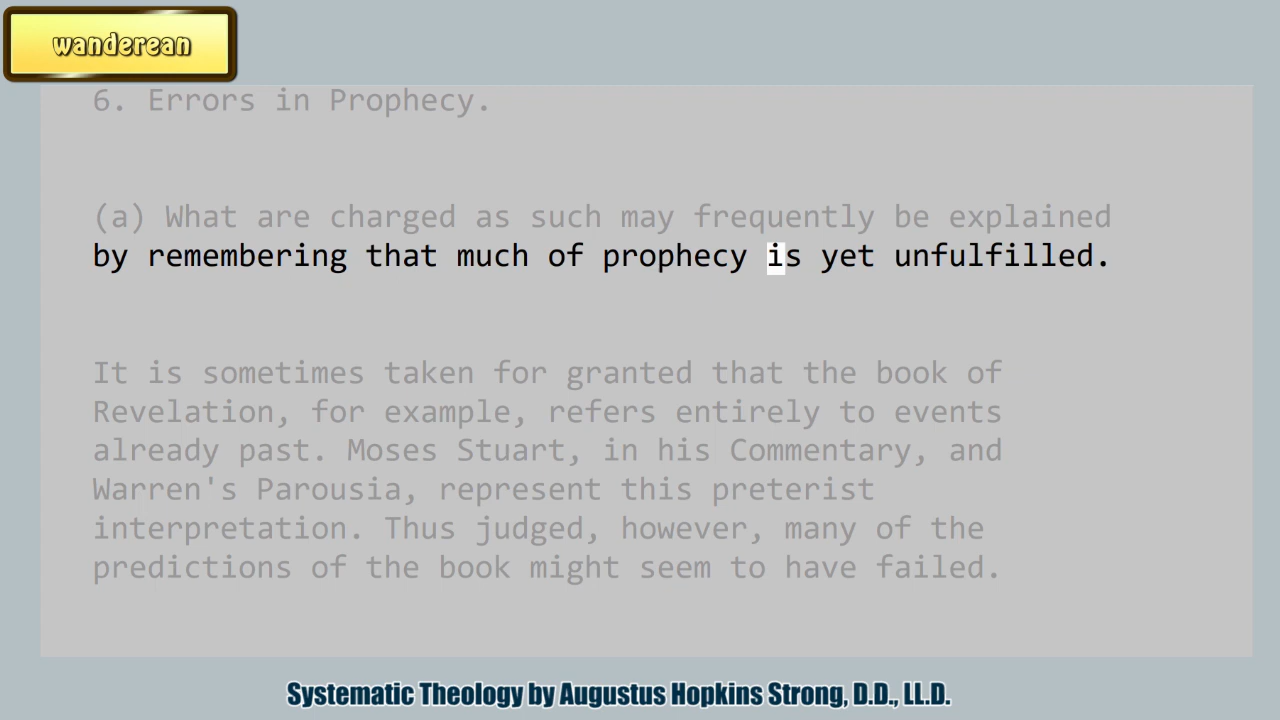 wanderean
6. Errors in Prophecy.
(a) What are charged as such may frequently be explained
by remembering that much of prophecy is yet unfulfilled.
It is sometimes taken for granted that the book of
Revelation, for example, refers entirely to events
already past. Moses Stuart, in his Commentary, and
Warren's Parousia, represent this preterist
interpretation. Thus judged, however, many of the
predictions of the book might seem to have failed.
Systematic Theology by Augustus Hopkins Strong, D.D., LL.D.